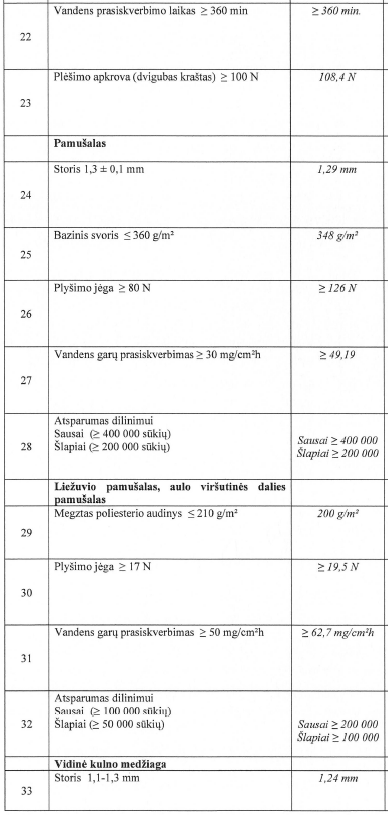 22 Vandens prasiskverbimo laikas ≥ 360 min ≥ 360 min.
23 Plėšimo apkrova (dvigubas kraštas) ≥ 100 N 108,4 N
Pamušalas
24 Storis 1,3 ± 0,1 mm 1,29 mm
25 Bazinis svoris ≤ 360 g/m² 348 g/m²
26 Plyšimo jėga ≥ 80 N ≥ 126 N
27 Vandens garų prasiskverbimas ≥ 30 mg/cm²h ≥ 49,19
28 Atsparumas dilinimui
Sausai (≥ 400 000 sūkių) Sausai ≥ 400 000
Šlapiai (≥ 200 000 sūkių) Šlapiai ≥ 200 000
Liežuvio pamušalas, aulo viršutinės dalies
pamušalas
29 Megztas poliesterio audinys ≤ 210 g/m² 200 g/m²
30 Plyšimo jėga ≥ 17 N ≥ 19,5 N
31 Vandens garų prasiskverbimas ≥ 50 mg/cm²h ≥ 62,7 mg/cm²h
32 Atsparumas dilinimui
Sausai (≥ 100 000 sūkių)
Šlapiai (≥ 50 000 sūkių) Sausai ≥ 200 000
Šlapiai ≥ 100 000
Vidinė kulno medžiaga
33 Storis 1,1-1,3 mm 1,24 mm